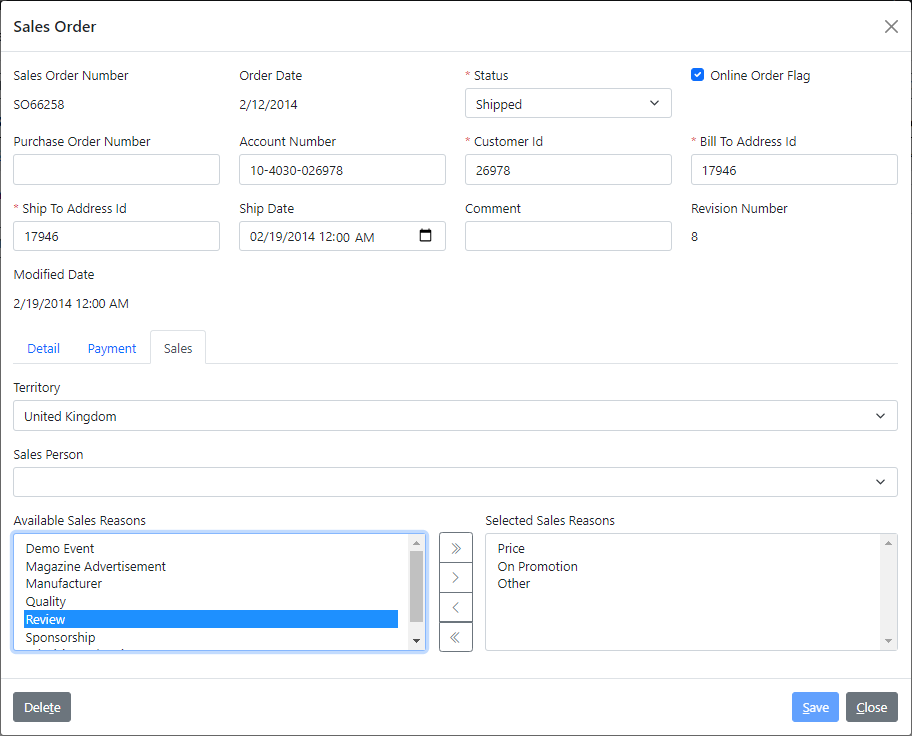 Sales Order
Sales Order Number
Order Date
* Status
Online Order Flag
SO66258
2/12/2014
Shipped
Purchase Order Number
Account Number
* Customer Id
* Bill To Address Id
10-4030-026978
26978
17946
* Ship To Address Id
Ship Date
Comment
Revision Number
17946
02/19/2014 12:00 AM
8
Modified Date
2/19/2014 12:00 AM
Detail
Payment
Sales
Territory
United Kingdom
Sales Person
Available Sales Reasons
Selected Sales Reasons
Demo Event
Magazine Advertisement
Manufacturer
Quality
Review
Sponsorship
Price
On Promotion
Other
Delete
Save
Close